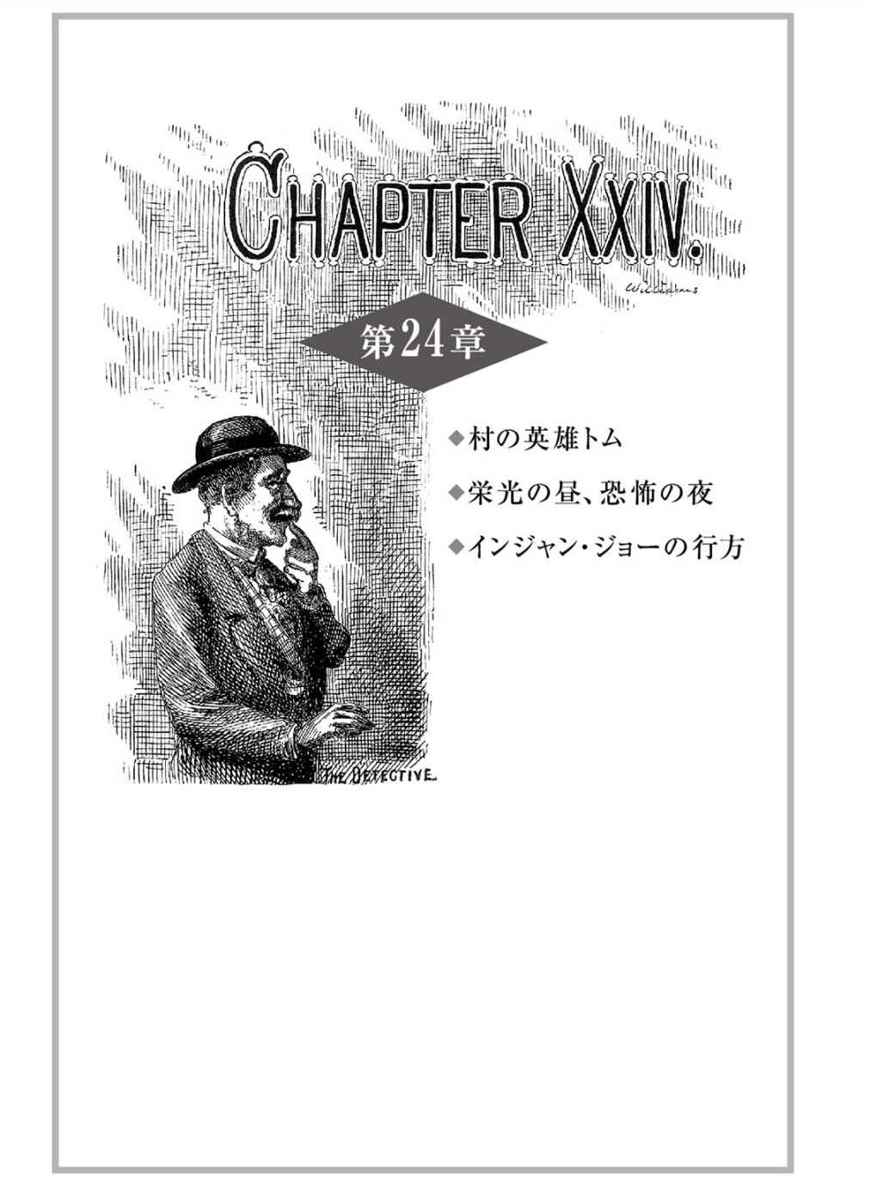 CHAPTER XXIV.
第24章
◆村の英雄トム
◆栄光の昼、恐怖の夜
◆インジャン・ジョーの行方
THE DETECTIVE.